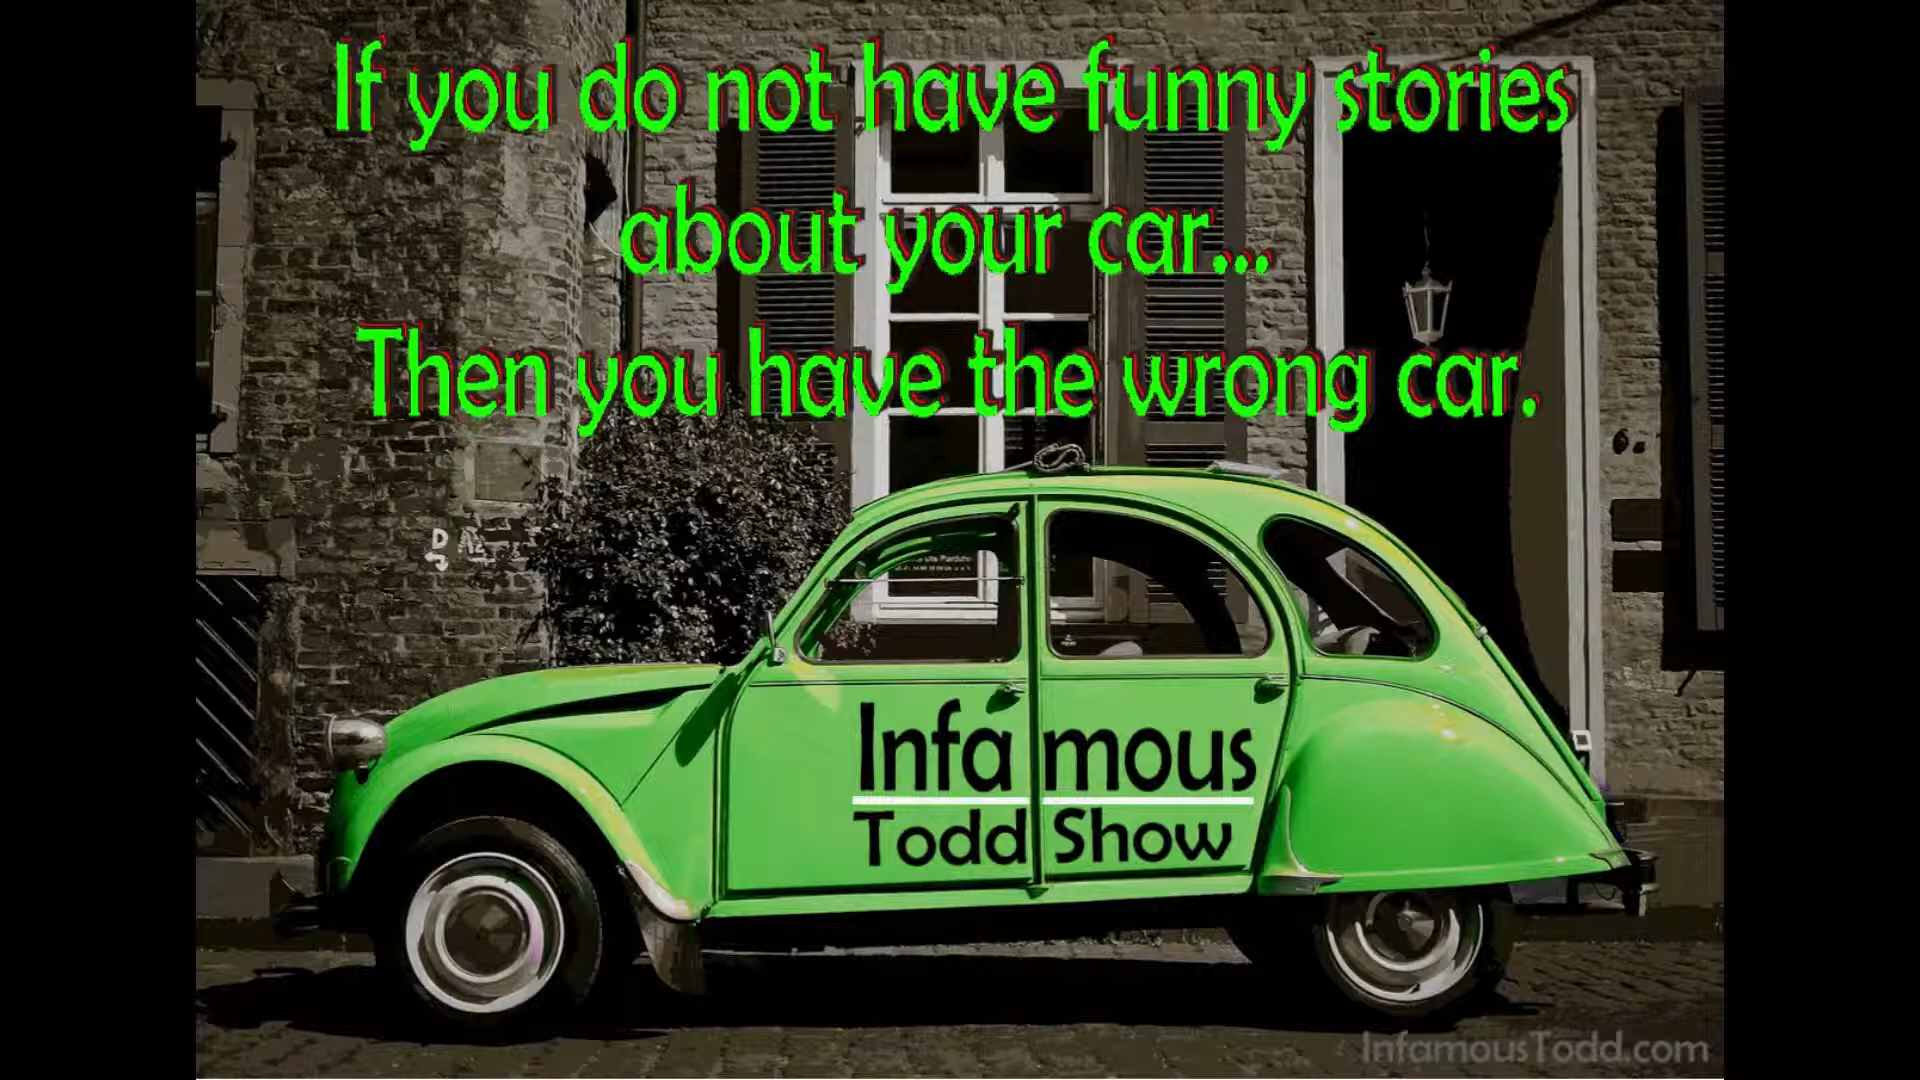 If you do not have funny stories
about your car...
Then you have the wrong car.
D
Infamous
Todd Show
InfamousTodd.com